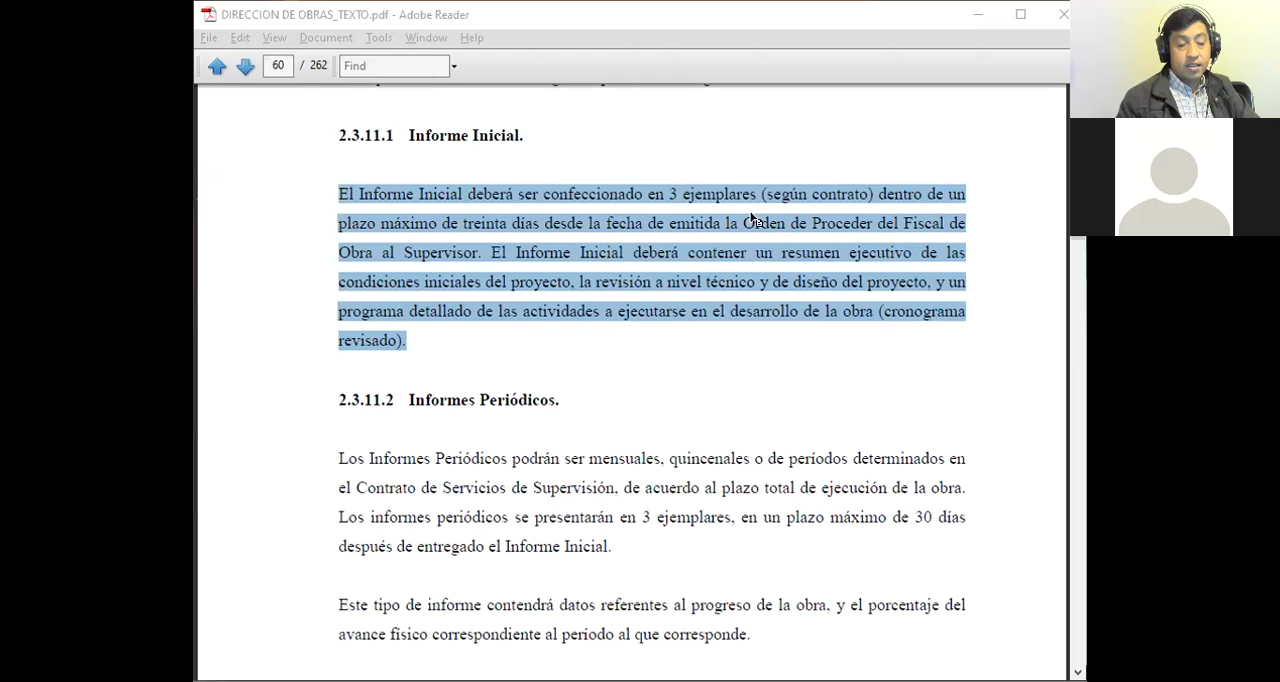 DIRECCION DE OBRAS_TEXTO.pdf - Adobe Reader
File Edit View Document Tools Window Help
60 / 262 Find
2.3.11.1 Informe Inicial.
El Informe Inicial deberá ser confeccionado en 3 ejemplares (según contrato) dentro de un
plazo máximo de treinta días desde la fecha de emitida la Orden de Proceder del Fiscal de
Obra al Supervisor. El Informe Inicial deberá contener un resumen ejecutivo de las
condiciones iniciales del proyecto, la revisión a nivel técnico y de diseño del proyecto, y un
programa detallado de las actividades a ejecutarse en el desarrollo de la obra (cronograma
revisado).
2.3.11.2 Informes Periódicos.
Los Informes Periódicos podrán ser mensuales, quincenales o de períodos determinados en
el Contrato de Servicios de Supervisión, de acuerdo al plazo total de ejecución de la obra.
Los informes periódicos se presentarán en 3 ejemplares, en un plazo máximo de 30 días
después de entregado el Informe Inicial.
Este tipo de informe contendrá datos referentes al progreso de la obra, y el porcentaje del
avance físico correspondiente al período al que corresponde.